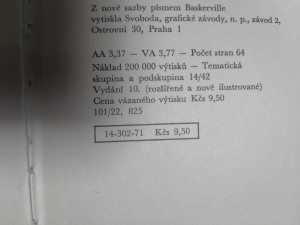 Z nové sazby písmem Baskerville
vytiskla Svoboda, grafické závody, n. p., závod 2,
Ostrovní 30, Praha 1
AA 3,37 — VA 3,77 — Počet stran 64
Náklad 200 000 výtisků — Tematická
skupina a podskupina 14/42
Vydání 10. (rozšířené a nově ilustrované)
Cena vázaného výtisku Kčs 9,50
101/22, 825
14-302-71 Kčs 9,50